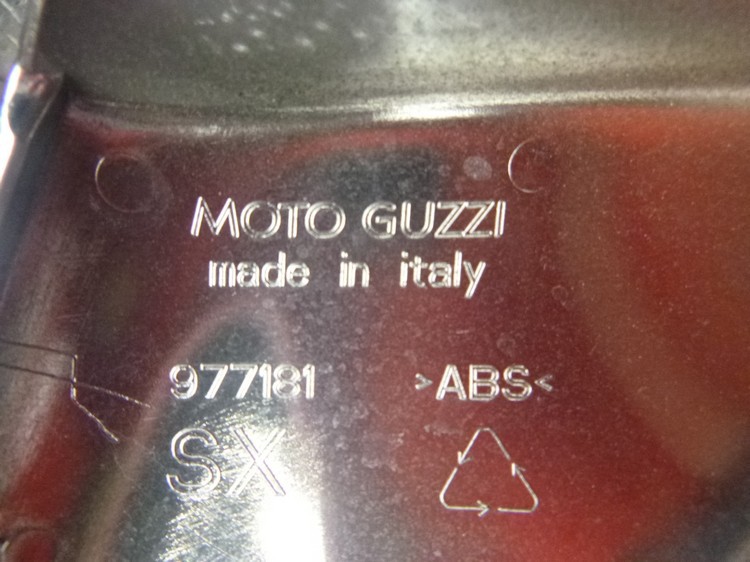 MOTO GUZZI
made in italy
977181 >ABS<
SX